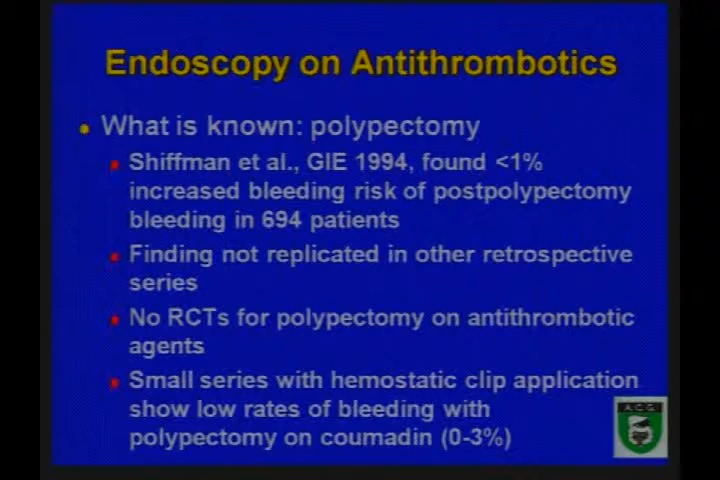 Endoscopy on Antithrombotics
What is known: polypectomy
Shiffman et al., GIE 1994, found <1%
increased bleeding risk of postpolypectomy
bleeding in 694 patients
Finding not replicated in other retrospective
series
No RCTs for polypectomy on antithrombotic
agents
Small series with hemostatic clip application
show low rates of bleeding with
polypectomy on coumadin (0-3%)
A.C.G.